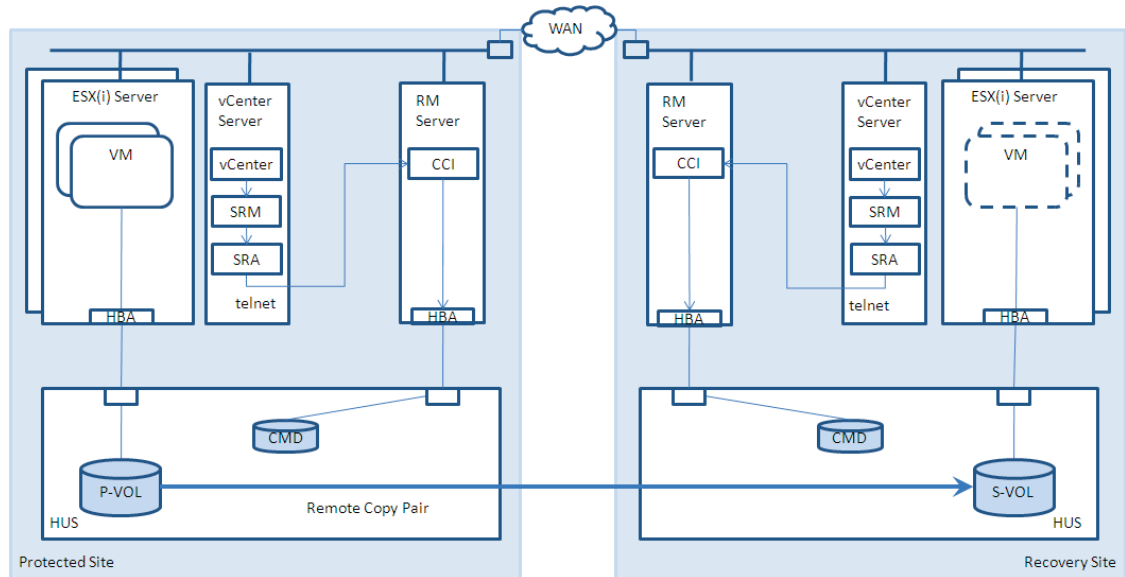 WAN
ESX(i) Server
VM
HBA
vCenter
Server
vCenter
SRM
SRA
telnet
RM
Server
CCI
HBA
RM
Server
CCI
HBA
vCenter
Server
vCenter
SRM
SRA
telnet
ESX(i) Server
VM
HBA
CMD
P-VOL
HUS
Remote Copy Pair
CMD
S-VOL
HUS
Protected Site
Recovery Site